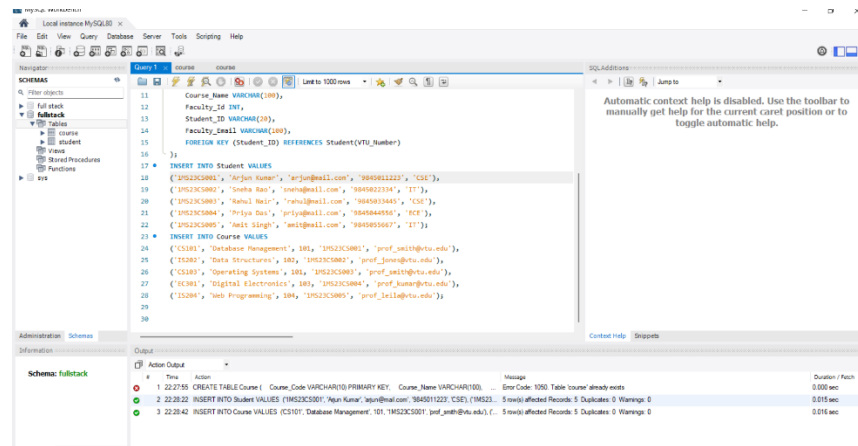 MySQL Workbench
Local instance MySQL80 ×
File Edit View Query Database Server Tools Scripting Help
Navigator
SCHEMAS
Filter objects
full stack
fullstack
Tables
course
student
Views
Stored Procedures
Functions
sys
Administration Schemas
Information
Schema: fullstack
Query 1 × course course
Limit to 1000 rows
11 Course_Name VARCHAR(100),
12 Faculty_Id INT,
13 Student_ID VARCHAR(20),
14 Faculty_Email VARCHAR(100),
15 FOREIGN KEY (Student_ID) REFERENCES Student(VTU_Number)
16 );
17 INSERT INTO Student VALUES
18 ('1MS23CS001', 'Arjun Kumar', 'arjun@mail.com', '9845011223', 'CSE'),
19 ('1MS23CS002', 'Sneha Rao', 'sneha@mail.com', '9845022334', 'IT'),
20 ('1MS23CS003', 'Rahul Nair', 'rahul@mail.com', '9845033445', 'CSE'),
21 ('1MS23CS004', 'Priya Das', 'priya@mail.com', '9845044556', 'ECE'),
22 ('1MS23CS005', 'Amit Singh', 'amit@mail.com', '9845055667', 'IT');
23 INSERT INTO Course VALUES
24 ('CS101', 'Database Management', 101, '1MS23CS001', 'prof_smith@vtu.edu'),
25 ('IS202', 'Data Structures', 102, '1MS23CS002', 'prof_jones@vtu.edu'),
26 ('CS103', 'Operating Systems', 101, '1MS23CS003', 'prof_smith@vtu.edu'),
27 ('EC301', 'Digital Electronics', 103, '1MS23CS004', 'prof_kumar@vtu.edu'),
28 ('IS204', 'Web Programming', 104, '1MS23CS005', 'prof_leila@vtu.edu');
29
30
SQLAdditions
Jump to
Automatic context help is disabled. Use the toolbar to
manually get help for the current caret position or to
toggle automatic help.
Context Help Snippets
Output
Action Output
# Time Action Message Duration / Fetch
1 22:27:55 CREATE TABLE Course ( Course_Code VARCHAR(10) PRIMARY KEY, Course_Name VARCHAR(100), ... Error Code: 1050. Table 'course' already exists 0.000 sec
2 22:28:22 INSERT INTO Student VALUES ('1MS23CS001', 'Arjun Kumar', 'arjun@mail.com', '9845011223', 'CSE'), ('1MS23... 5 row(s) affected Records: 5 Duplicates: 0 Warnings: 0 0.015 sec
3 22:28:42 INSERT INTO Course VALUES ('CS101', 'Database Management', 101, '1MS23CS001', 'prof_smith@vtu.edu'), (... 5 row(s) affected Records: 5 Duplicates: 0 Warnings: 0 0.016 sec